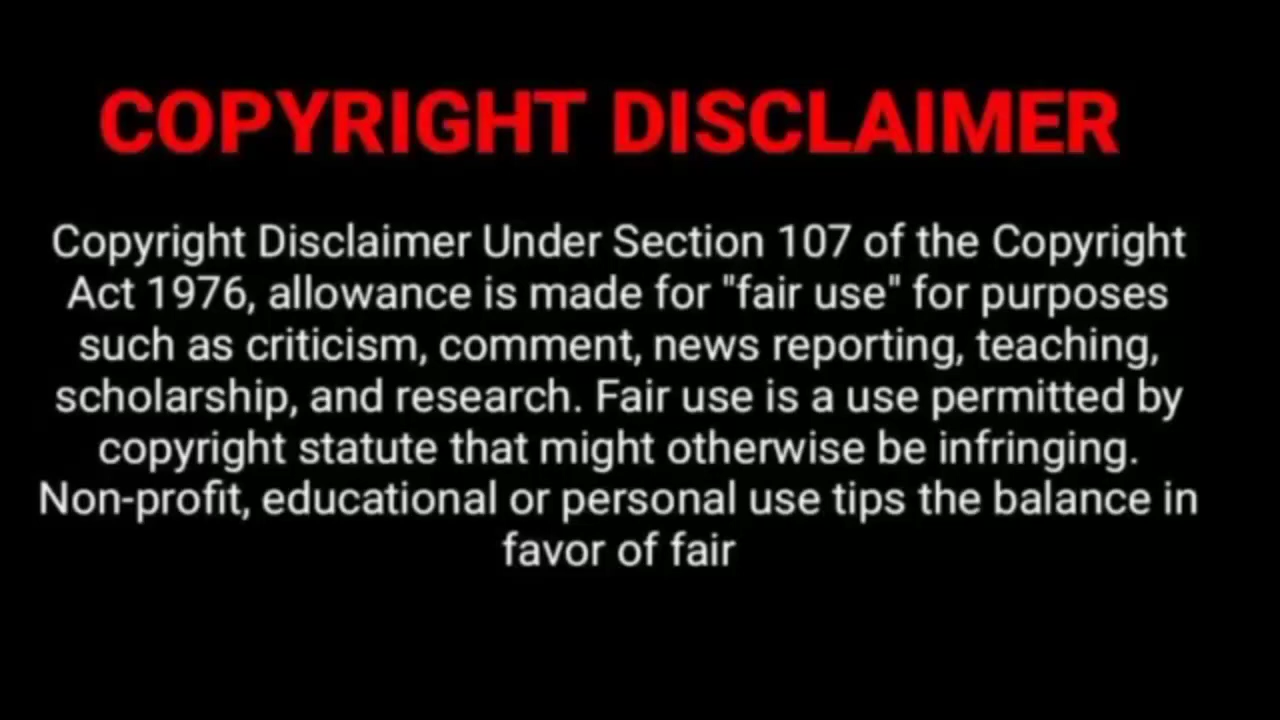 COPYRIGHT DISCLAIMER
Copyright Disclaimer Under Section 107 of the Copyright
Act 1976, allowance is made for "fair use" for purposes
such as criticism, comment, news reporting, teaching,
scholarship, and research. Fair use is a use permitted by
copyright statute that might otherwise be infringing.
Non-profit, educational or personal use tips the balance in
favor of fair